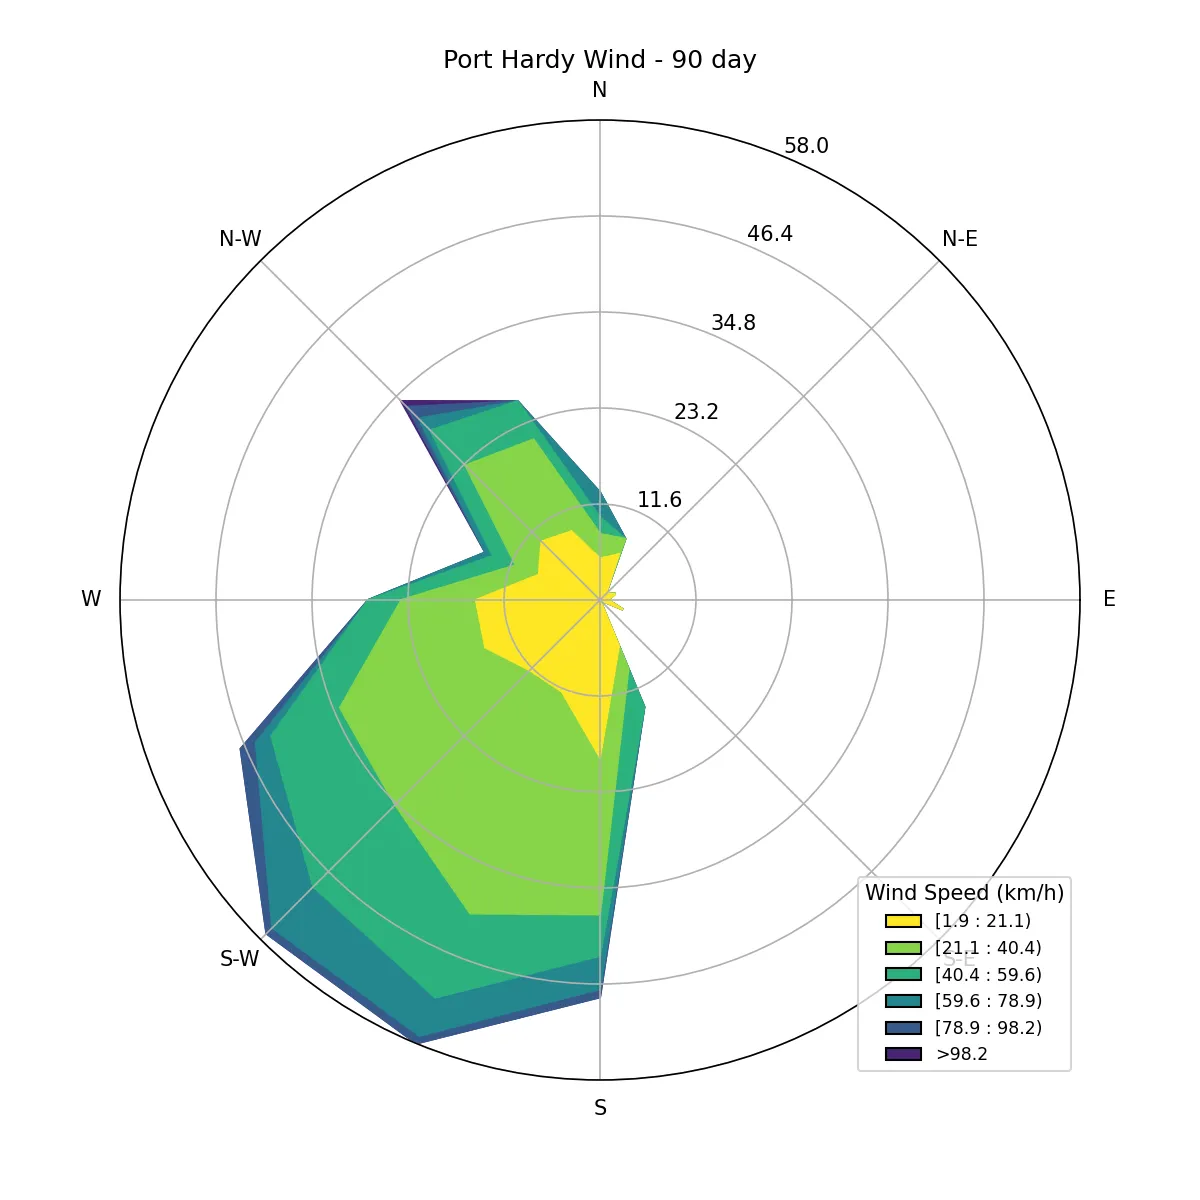 Port Hardy Wind - 90 day
N
58.0
46.4
N-W
N-E
34.8
23.2
11.6
W
E
Wind Speed (km/h)
[1.9 : 21.1)
[21.1 : 40.4)
S-W
S-E
[40.4 : 59.6)
[59.6 : 78.9)
[78.9 : 98.2)
>98.2
S